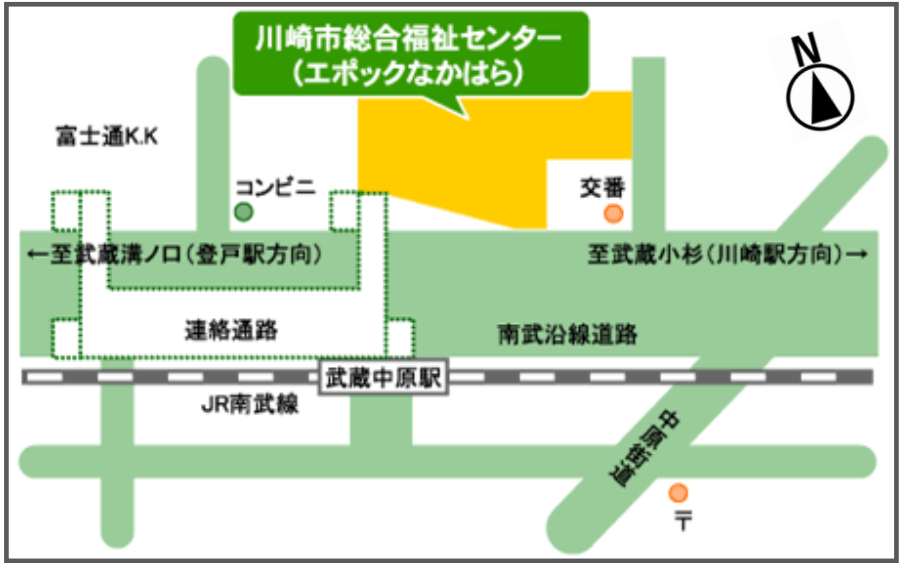 川崎市総合福祉センター
（エポックなかはら）
N
富士通K.K
コンビニ
交番
←至武蔵溝ノ口（登戸駅方向）
至武蔵小杉（川崎駅方向）→
連絡通路
南武沿線道路
武蔵中原駅
JR南武線
中原街道
〒